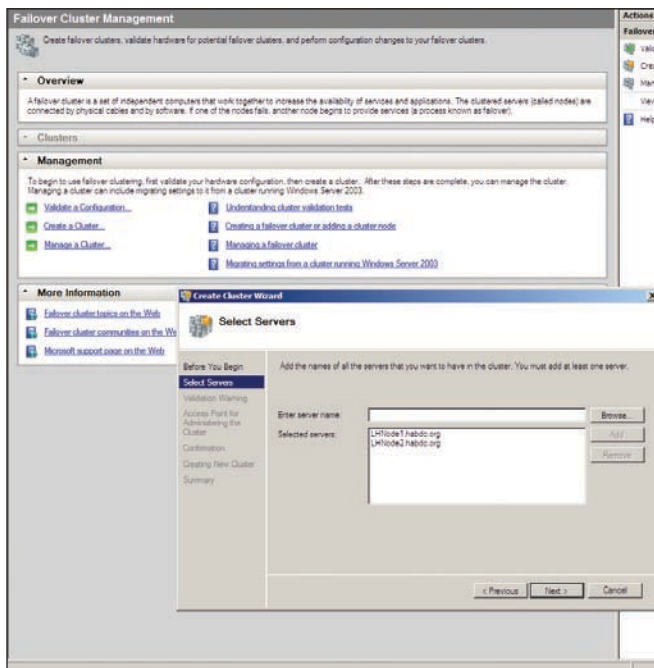 Failover Cluster Management
Create failover clusters, validate hardware for potential failover clusters, and perform configuration changes to your failover clusters.
Overview
A failover cluster is a set of independent computers that work together to increase the availability of services and applications. The clustered servers (called nodes) are
connected by physical cables and by software. If one of the nodes fails, another node begins to provide services (a process known as failover).
Clusters
Management
To begin to use failover clustering, first validate your hardware configuration, then create a cluster. After these steps are complete, you can manage the cluster.
Managing a cluster can include migrating settings to it from a cluster running Windows Server 2003.
Validate a Configuration...
Understanding cluster validation tests
Create a Cluster...
Creating a failover cluster or adding a cluster node
Manage a Cluster...
Managing a failover cluster
Migrating settings from a cluster running Windows Server 2003
More Information
Failover cluster topics on the Web
Failover cluster communities on the We
Microsoft support page on the Web
Actions
Failover
Vali
Crea
Man
View
Help
Create Cluster Wizard
Select Servers
Before You Begin
Select Servers
Validation Warning
Access Point for
Administering the
Cluster
Confirmation
Creating New Cluster
Summary
Add the names of all the servers that you want to have in the cluster. You must add at least one server.
Enter server name:
Browse...
Selected servers:
LHNode1.habdc.org
LHNode2.habdc.org
Add
Remove
< Previous
Next >
Cancel